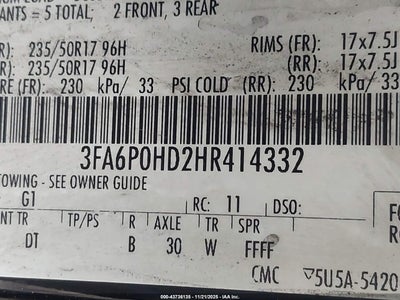 ANTS = 5 TOTAL; 2 FRONT, 3 REAR
R): 235/50R17 96H RIMS (FR): 17x7.5J
R): 235/50R17 96H (RR): 17x7.5J
RE (FR): 230 kPa/ 33 PSI COLD (RR): 230 kPa/ 33
3FA6P0HD2HR414332
TOWING - SEE OWNER GUIDE
G1 RC: 11 DSO:
NT TR TP/PS R AXLE TR SPR
DT B 30 W FFFF
CMC ▽5U5A-5420
000-43736135 - 11/21/2025 - IAA Inc.